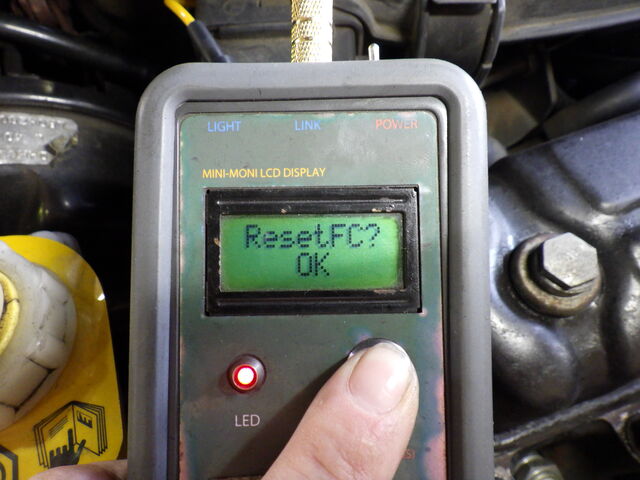 LIGHT LINK POWER
MINI-MONI LCD DISPLAY
ResetFC?
OK
LED